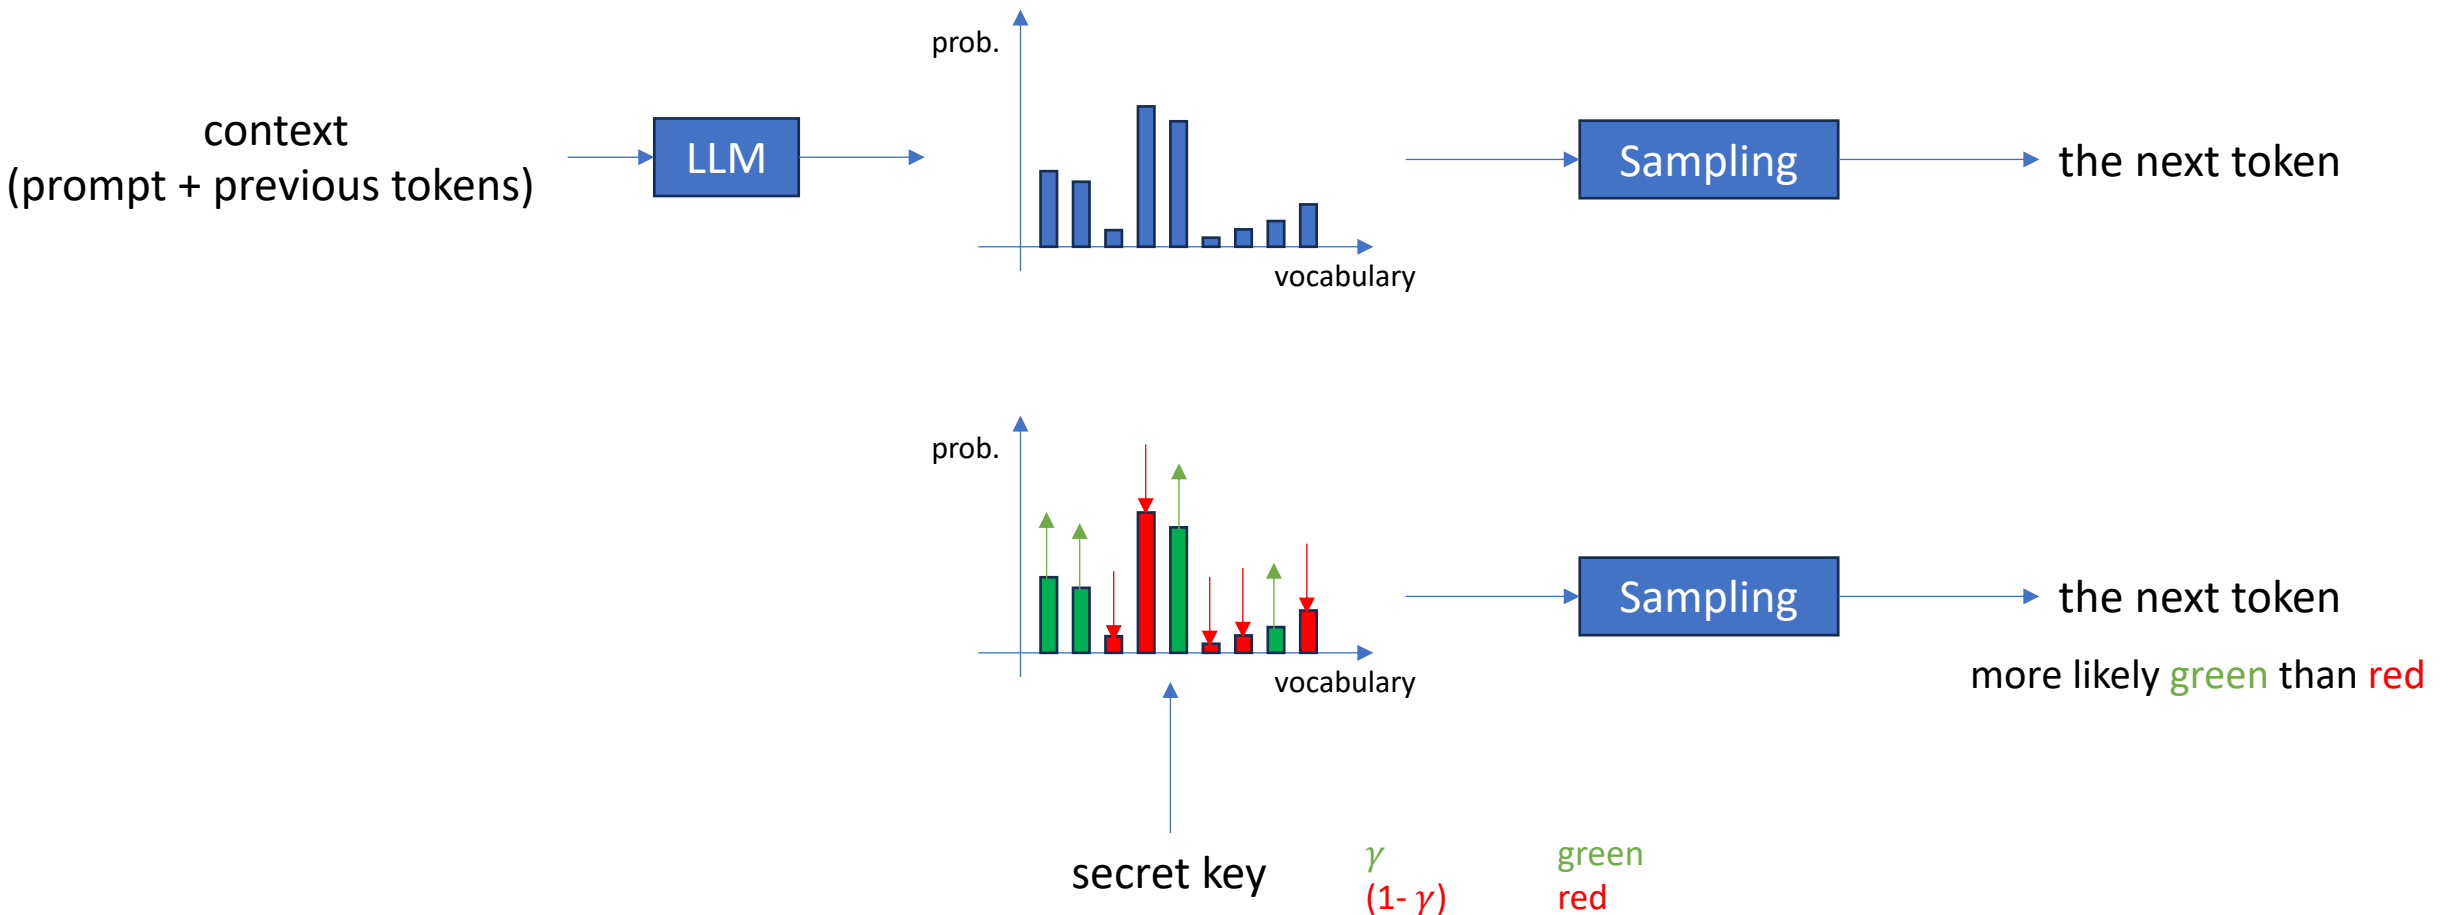 prob.
context
(prompt + previous tokens)
LLM
Sampling
the next token
vocabulary
prob.
Sampling
the next token
vocabulary
more likely green than red
secret key
γ green
(1- γ) red